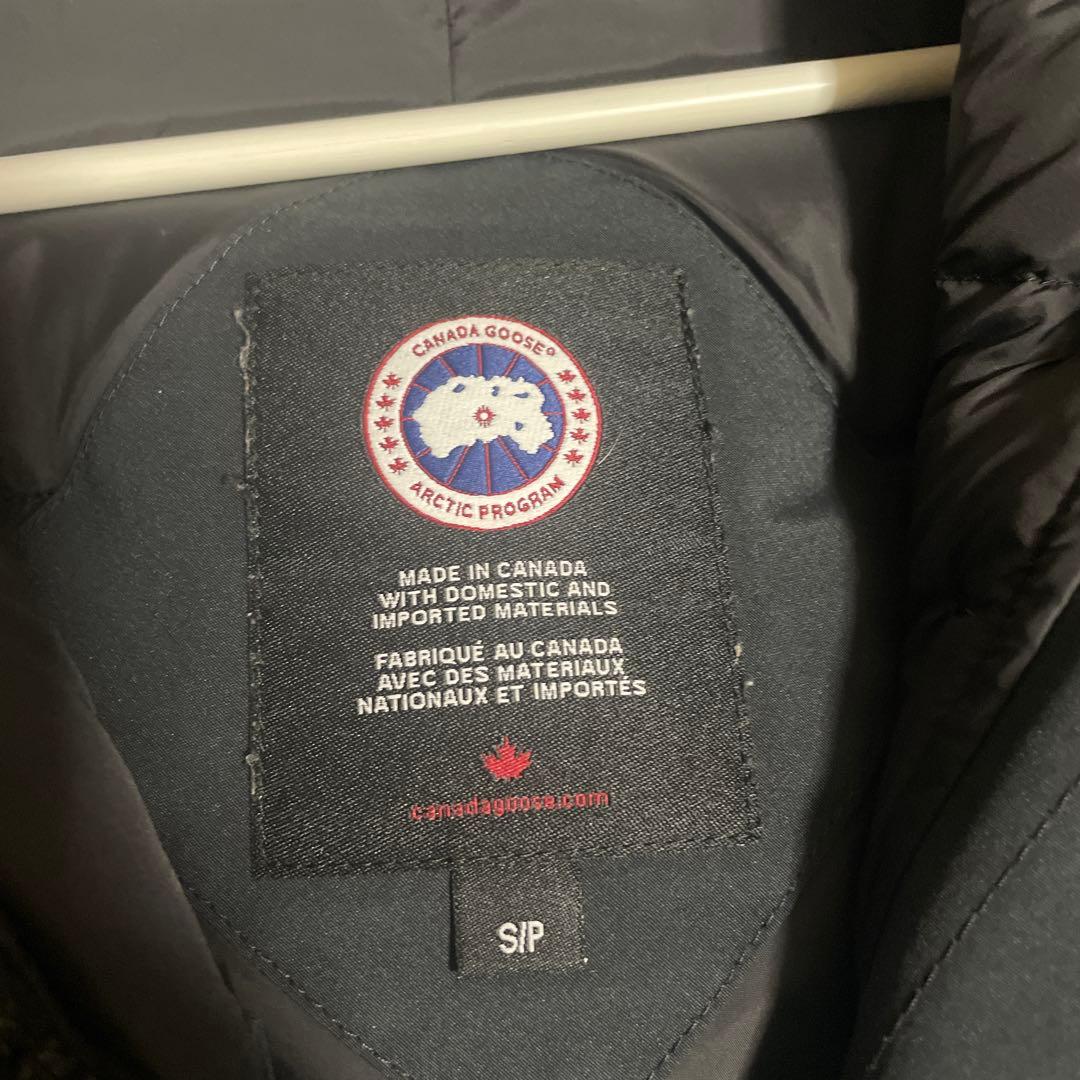 CANADA GOOSE®
ARCTIC PROGRAM
MADE IN CANADA
WITH DOMESTIC AND
IMPORTED MATERIALS
FABRIQUÉ AU CANADA
AVEC DES MATERIAUX
NATIONAUX ET IMPORTÉS
canadagoose.com
S/P